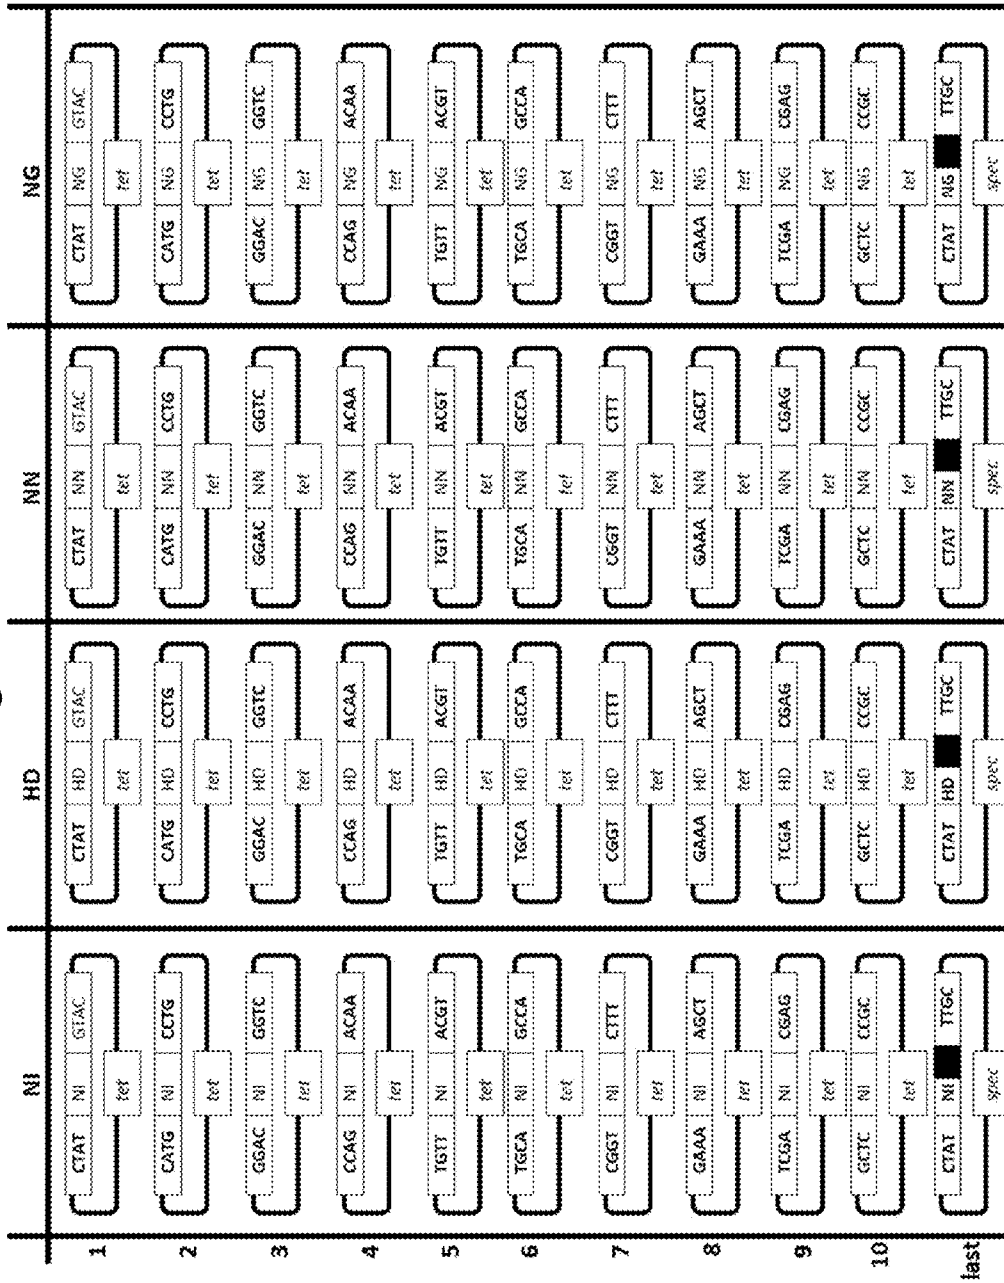 NI HD NN NG
1 CTAT NI GTAC CTAT HD GTAC CTAT NN GTAC CTAT NG GTAC
tet tet tet tet
2 CATG NI CCTG CATG HD CCTG CATG NN CCTG CATG NG CCTG
tet tet tet tet
3 GGAC NI GGTC GGAC HD GGTC GGAC NN GGTC GGAC NG GGTC
tet tet tet tet
4 CCAG NI ACAA CCAG HD ACAA CCAG NN ACAA CCAG NG ACAA
tet tet tet tet
5 TGTT NI ACGT TGTT HD ACGT TGTT NN ACGT TGTT NG ACGT
tet tet tet tet
6 TGCA NI GCCA TGCA HD GCCA TGCA NN GCCA TGCA NG GCCA
tet tet tet tet
7 CGGT NI CTTT CGGT HD CTTT CGGT NN CTTT CGGT NG CTTT
tet tet tet tet
8 GAAA NI AGCT GAAA HD AGCT GAAA NN AGCT GAAA NG AGCT
tet tet tet tet
9 TCGA NI CGAG TCGA HD CGAG TCGA NN CGAG TCGA NG CGAG
tet tet tet tet
10 GCTC NI CCGC GCTC HD CCGC GCTC NN CCGC GCTC NG CCGC
tet tet tet tet
last CTAT NI TTGC CTAT HD TTGC CTAT NN TTGC CTAT NG TTGC
spec spec spec spec